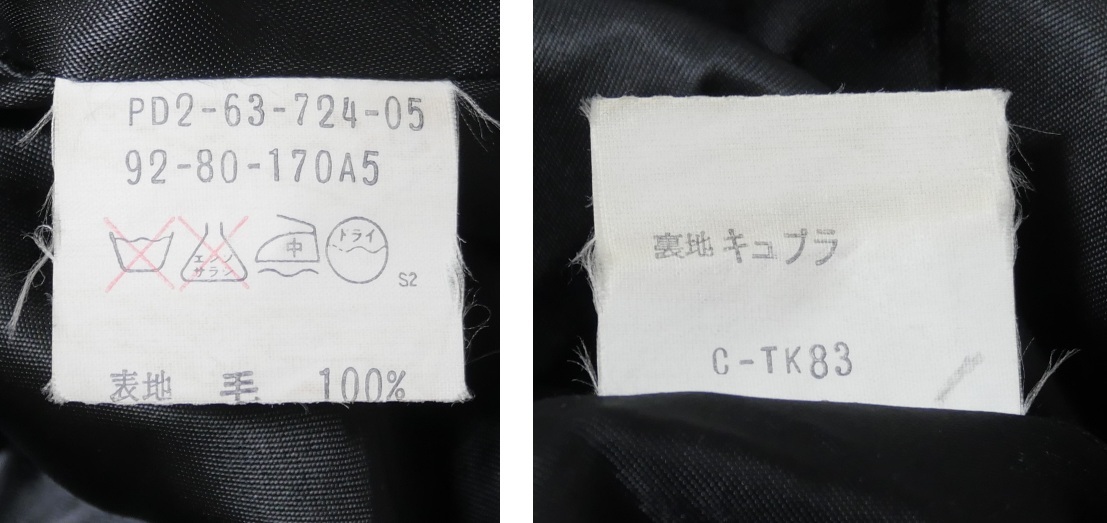 PD2-63-724-05
92-80-170A5
エンソ
サラシ
中
ドライ
S2
表地 毛 100%
裏地 キュプラ
C-TK83